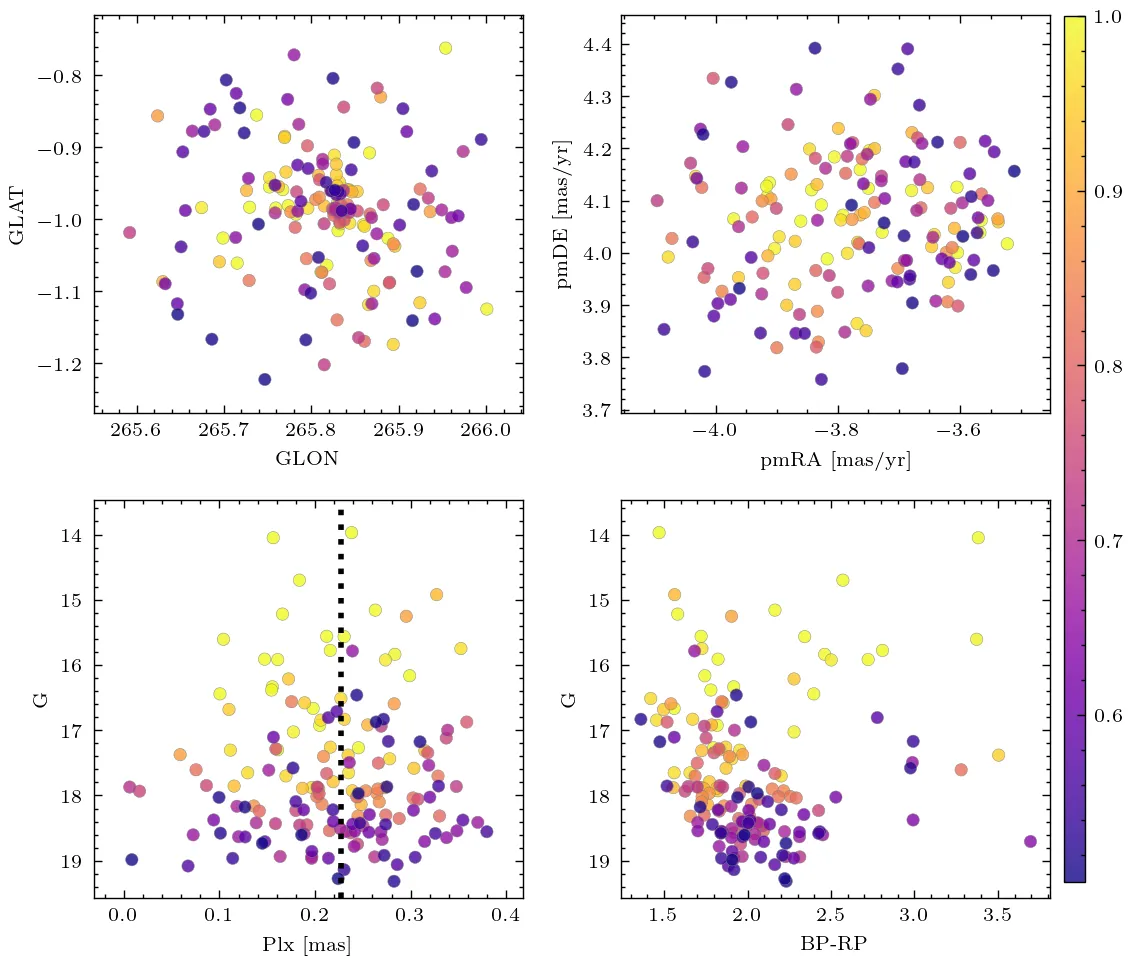 −0.8
−0.9
−1.0
−1.1
−1.2
GLAT
265.6 265.7 265.8 265.9 266.0
GLON
4.4
4.3
4.2
4.1
4.0
3.9
3.8
3.7
pmDE [mas/yr]
−4.0 −3.8 −3.6
pmRA [mas/yr]
1.0
0.9
0.8
0.7
0.6
14
15
16
17
18
19
G
0.0 0.1 0.2 0.3 0.4
Plx [mas]
14
15
16
17
18
19
G
1.5 2.0 2.5 3.0 3.5
BP-RP